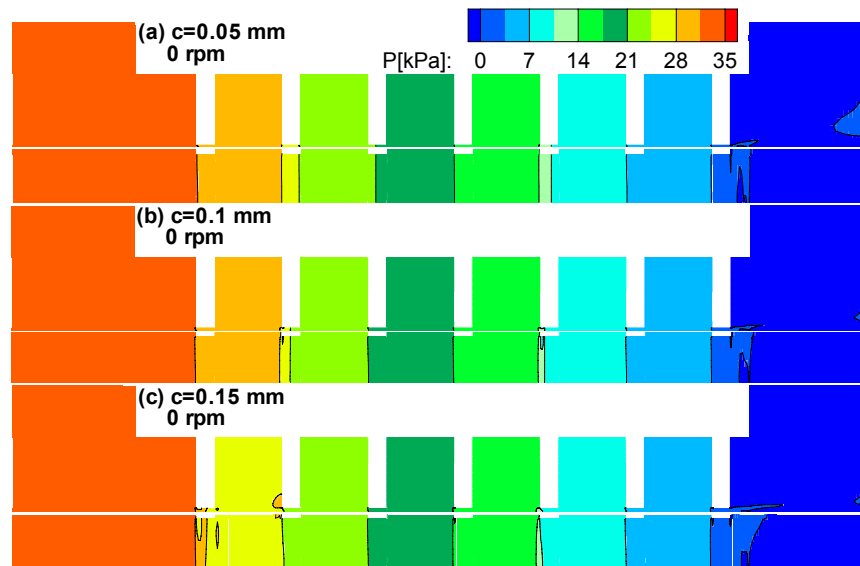 (a) c=0.05 mm
0 rpm
P[kPa]: 0 7 14 21 28 35
(b) c=0.1 mm
0 rpm
(c) c=0.15 mm
0 rpm